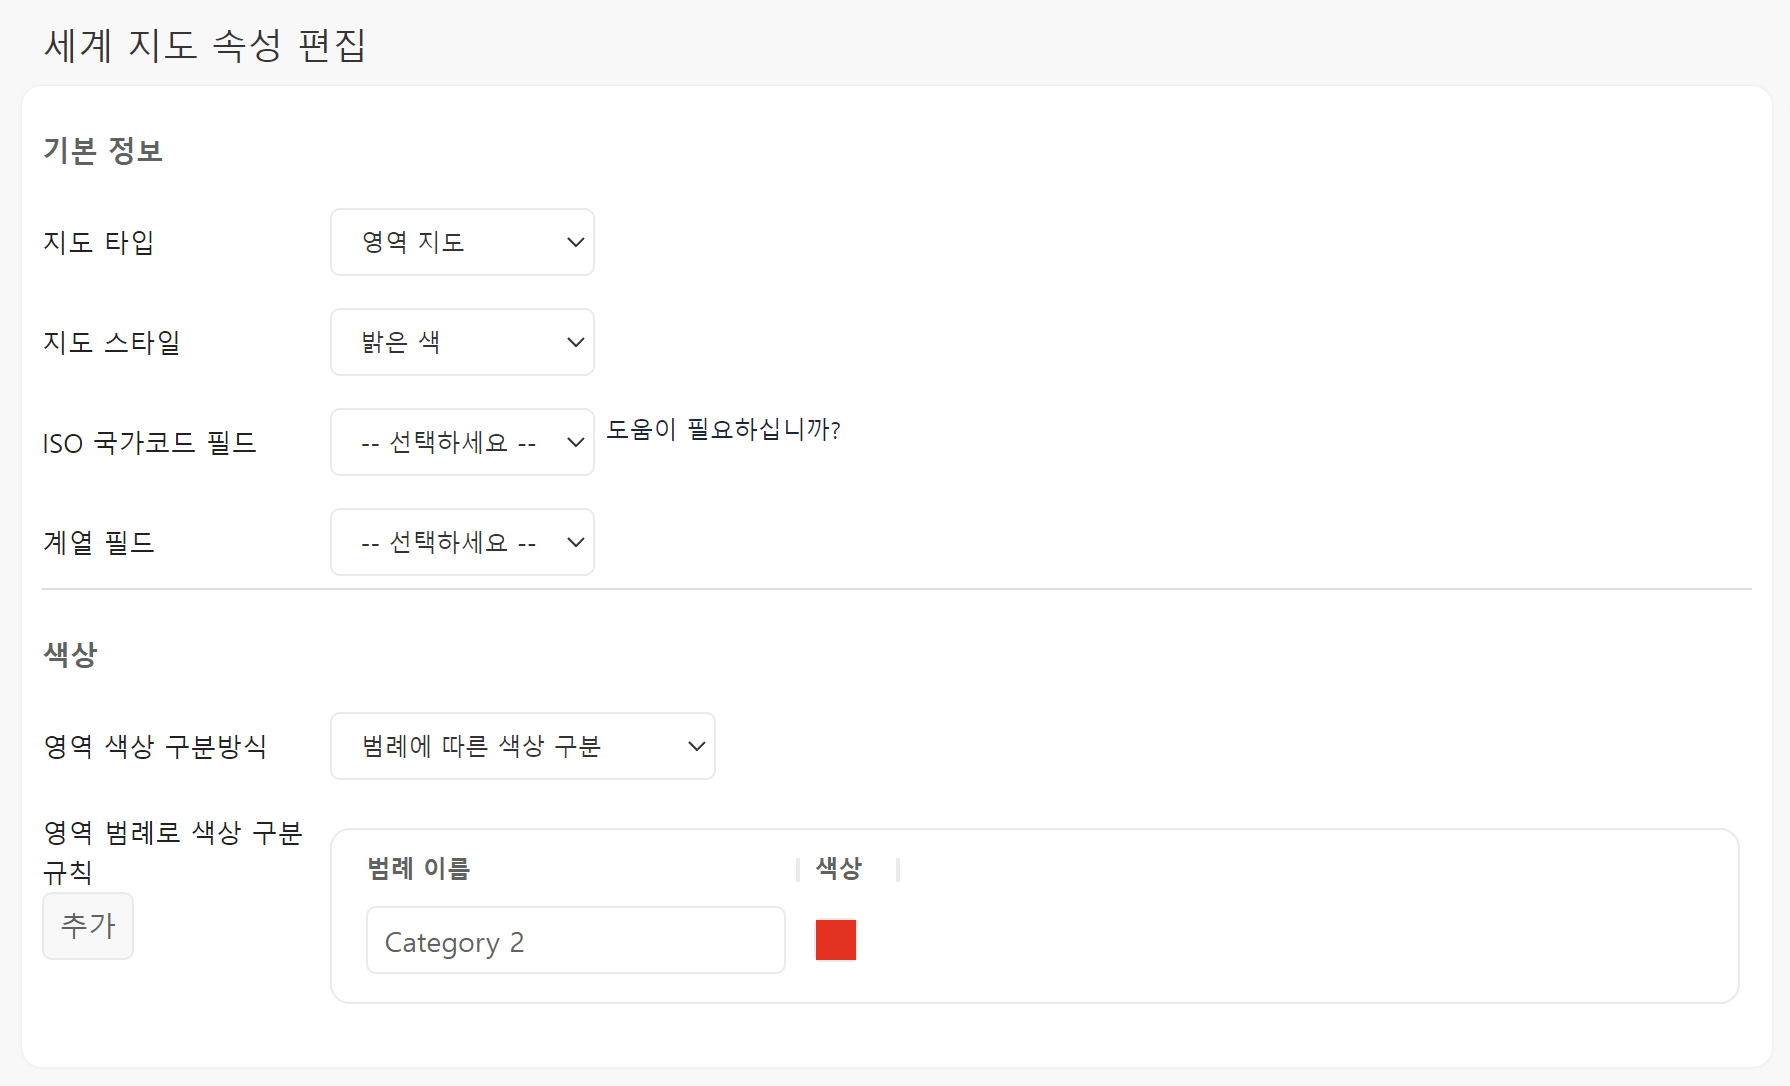 세계 지도 속성 편집
기본 정보
지도 타입
영역 지도
지도 스타일
밝은 색
ISO 국가코드 필드
-- 선택하세요 --
도움이 필요하십니까?
계열 필드
-- 선택하세요 --
색상
영역 색상 구분방식
범례에 따른 색상 구분
영역 범례로 색상 구분
규칙
추가
범례 이름
색상
Category 2